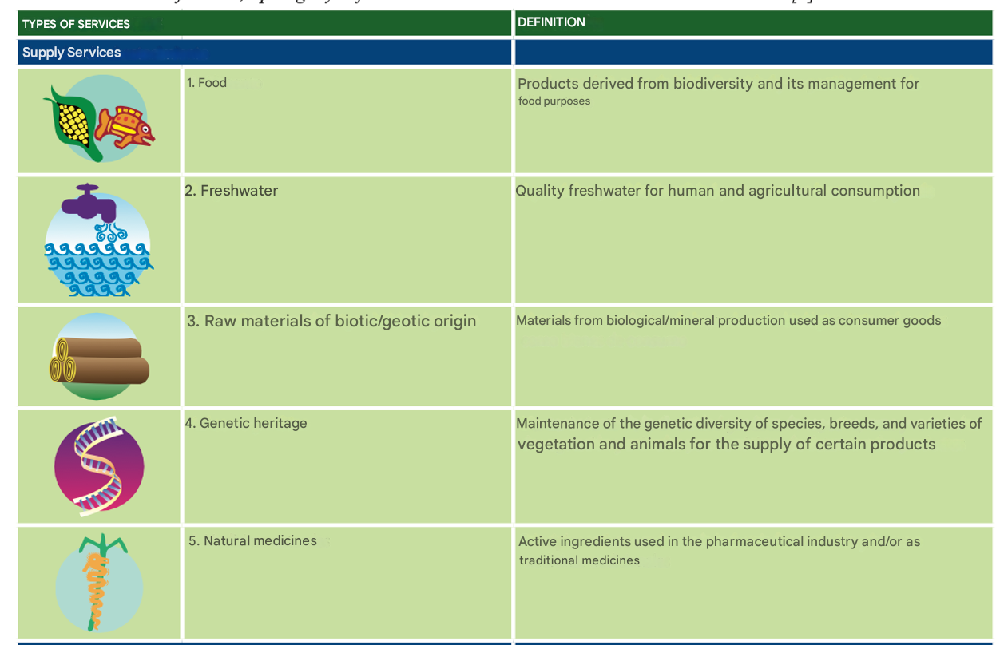 TYPES OF SERVICES
DEFINITION
Supply Services
1. Food
Products derived from biodiversity and its management for
food purposes
2. Freshwater
Quality freshwater for human and agricultural consumption
3. Raw materials of biotic/geotic origin
Materials from biological/mineral production used as consumer goods
4. Genetic heritage
Maintenance of the genetic diversity of species, breeds, and varieties of
vegetation and animals for the supply of certain products
5. Natural medicines
Active ingredients used in the pharmaceutical industry and/or as
traditional medicines